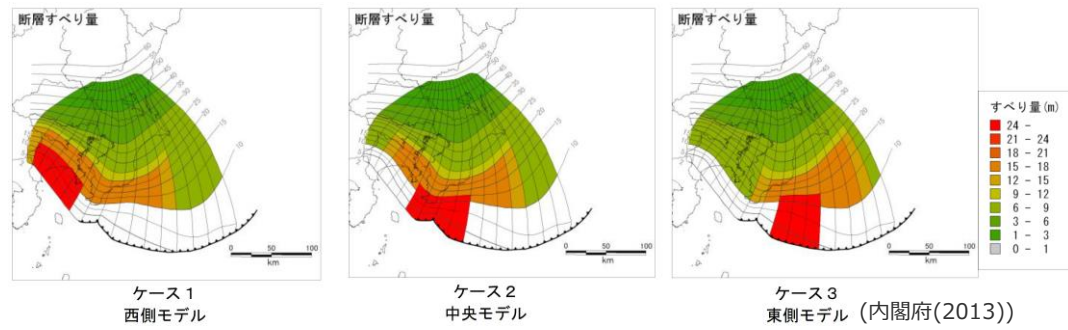 断層すべり量
断層すべり量
断層すべり量
すべり量(m)
24 -
21 - 24
18 - 21
15 - 18
12 - 15
9 - 12
6 - 9
3 - 6
1 - 3
0 - 1
0 50 100
km
0 50 100
km
0 50 100
km
ケース1
西側モデル
ケース2
中央モデル
ケース3
東側モデル (内閣府(2013))